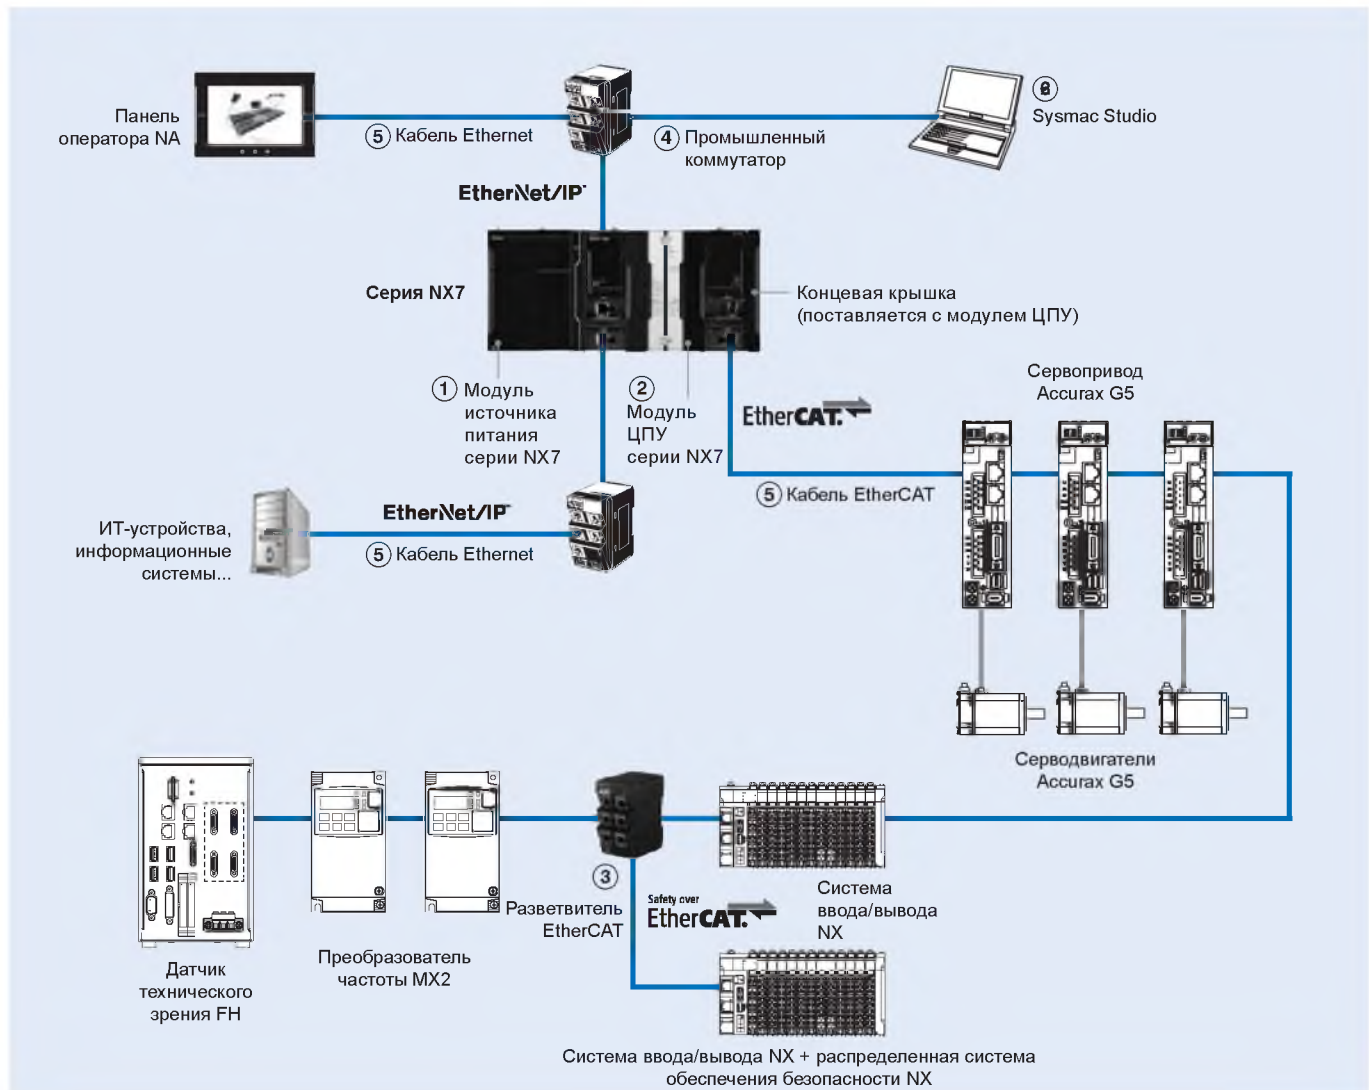 Панель
оператора NA
5 Кабель Ethernet
4 Промышленный
коммутатор
Sysmac Studio
EtherNet/IP
Серия NX7
Концевая крышка
(поставляется с модулем ЦПУ)
1 Модуль
источника
питания
серии NX7
2
Модуль
ЦПУ
серии NX7
EtherCAT.
Сервопривод
Accurax G5
5 Кабель EtherCAT
ИТ-устройства,
информационные
системы...
EtherNet/IP
5 Кабель Ethernet
Серводвигатели
Accurax G5
3
Разветвитель
EtherCAT
Safety over
EtherCAT.
Система
ввода/вывода
NX
Преобразователь
частоты MX2
Датчик
технического
зрения FH
Система ввода/вывода NX + распределенная система
обеспечения безопасности NX